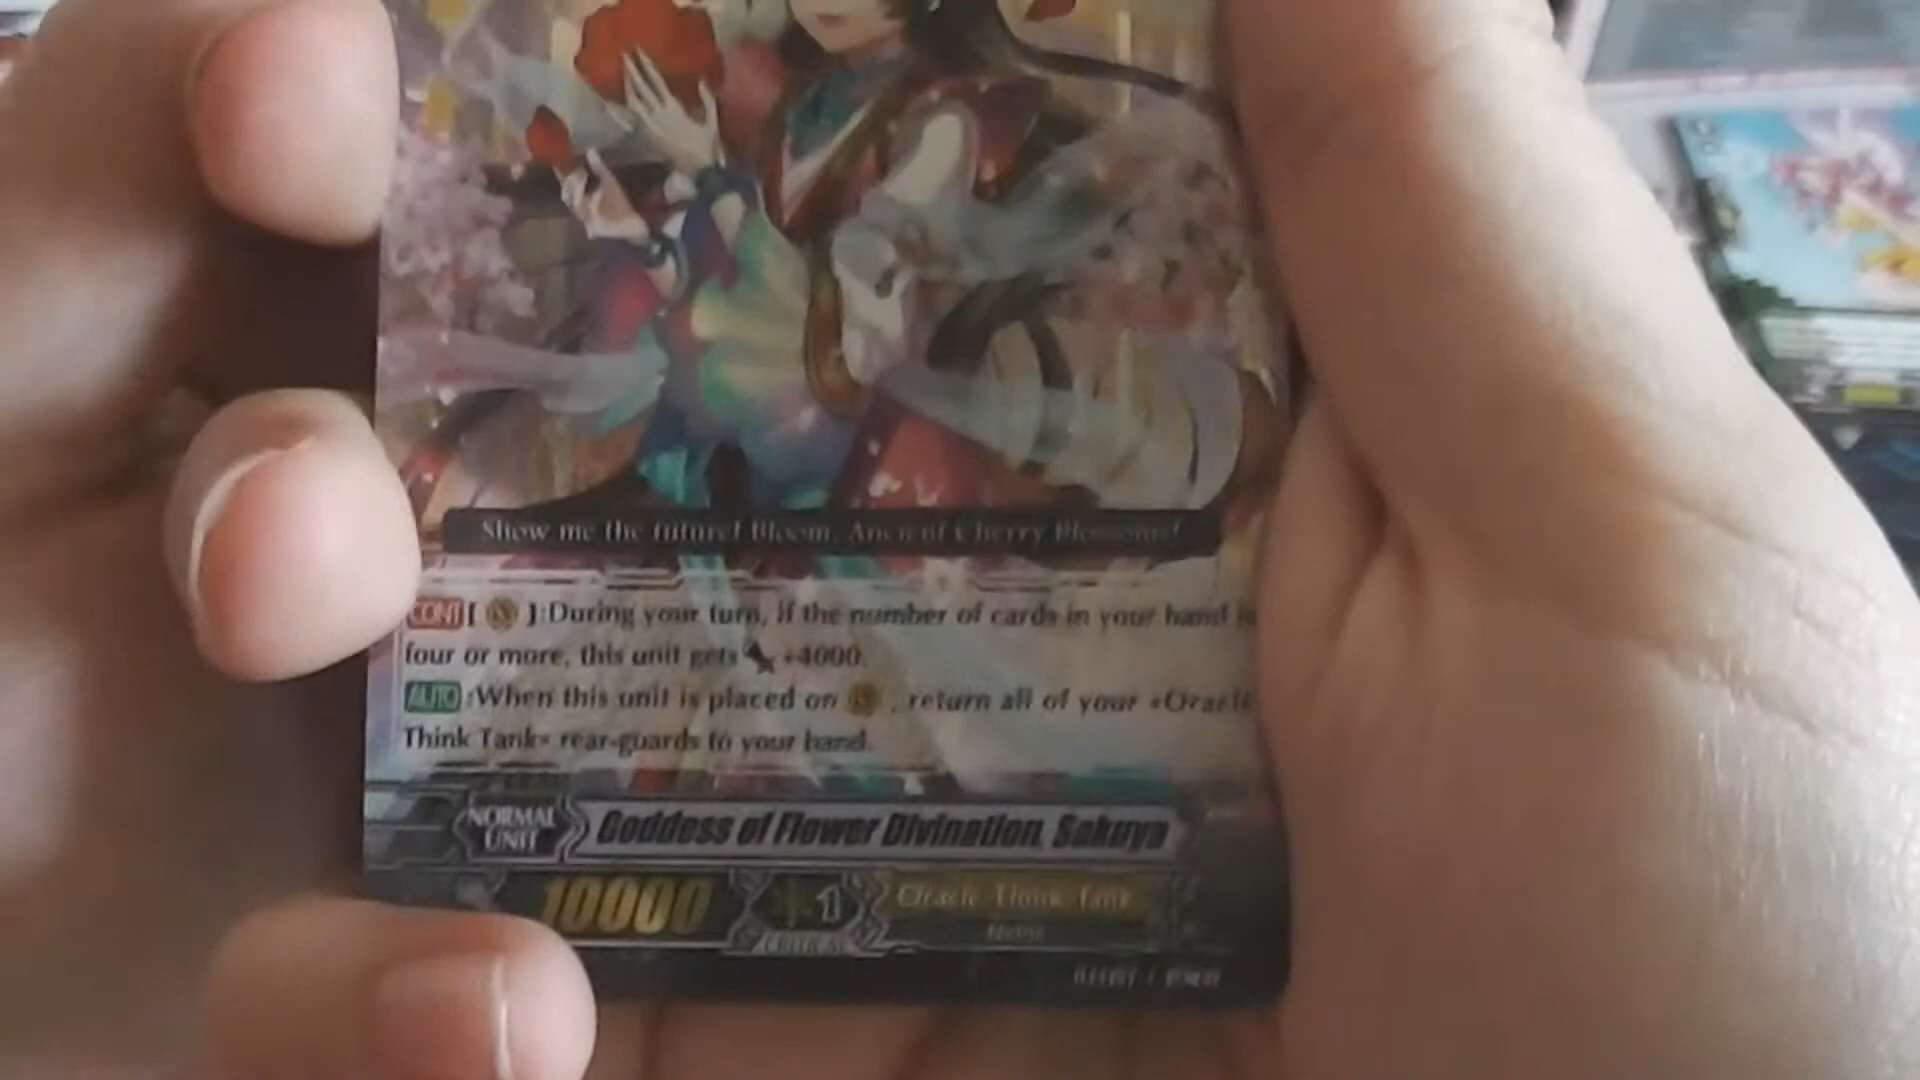 Show me the future! Bloom, Ancient Cherry Blossoms!
CONT [ ]:During your turn, if the number of cards in your hand is
four or more, this unit gets +4000.
AUTO :When this unit is placed on , return all of your «Oracle
Think Tank» rear-guards to your hand.
NORMAL
UNIT
Goddess of Flower Divination, Sakuya
10000
1
CRITICAL
Oracle Think Tank
Noble